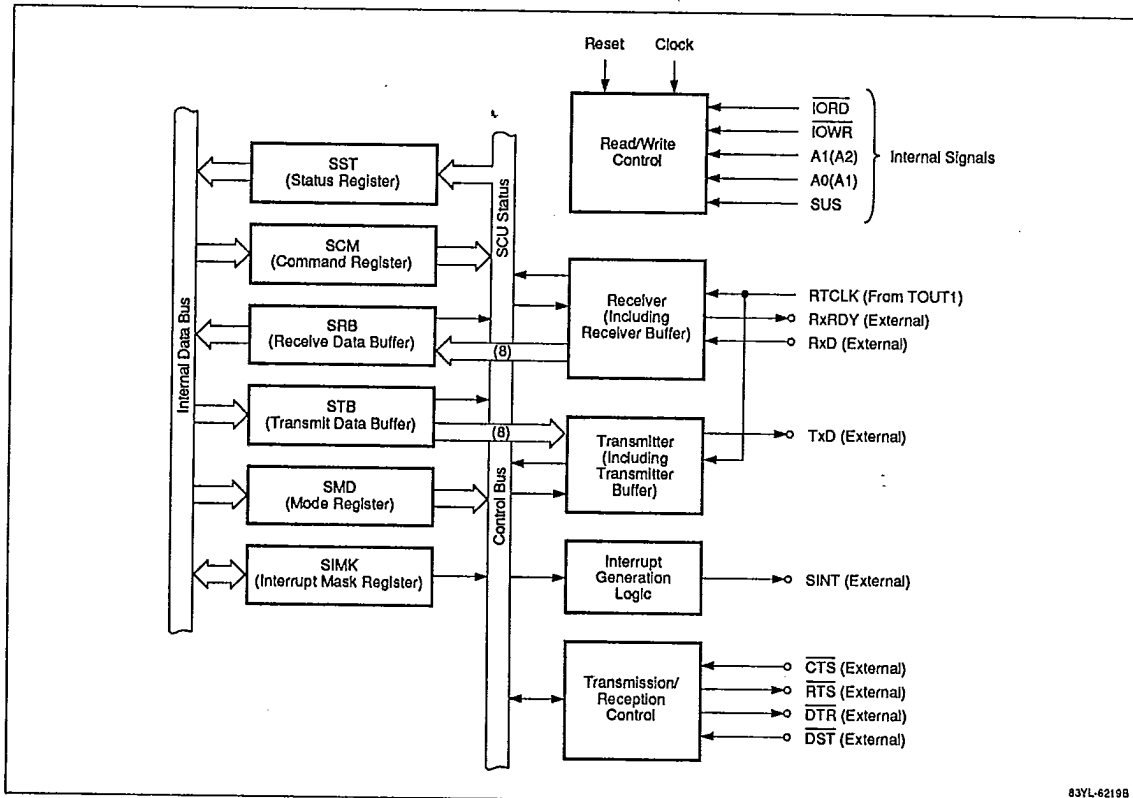 Reset Clock
Read/Write
Control
IORD
IOWR
A1(A2)
A0(A1)
SUS
Internal Signals
Internal Data Bus
SST
(Status Register)
SCM
(Command Register)
SRB
(Receive Data Buffer)
STB
(Transmit Data Buffer)
SMD
(Mode Register)
SIMK
(Interrupt Mask Register)
SCU Status
(8)
(8)
Control Bus
Receiver
(Including
Receiver Buffer)
RTCLK (From TOUT1)
RxRDY (External)
RxD (External)
Transmitter
(Including
Transmitter
Buffer)
TxD (External)
Interrupt
Generation
Logic
SINT (External)
Transmission/
Reception
Control
CTS (External)
RTS (External)
DTR (External)
DST (External)
83YL-6219B